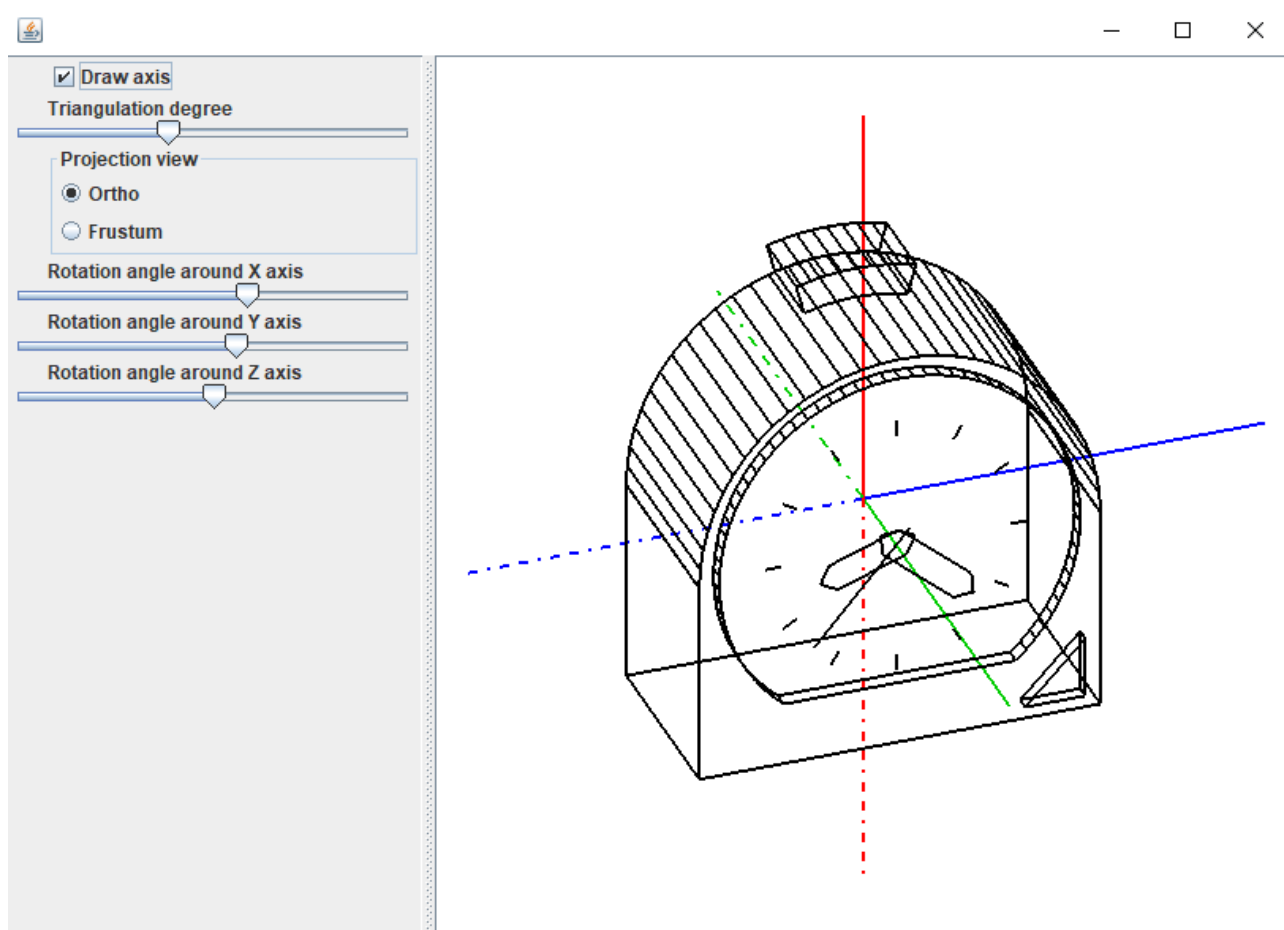 Draw axis
Triangulation degree
Projection view
Ortho
Frustum
Rotation angle around X axis
Rotation angle around Y axis
Rotation angle around Z axis